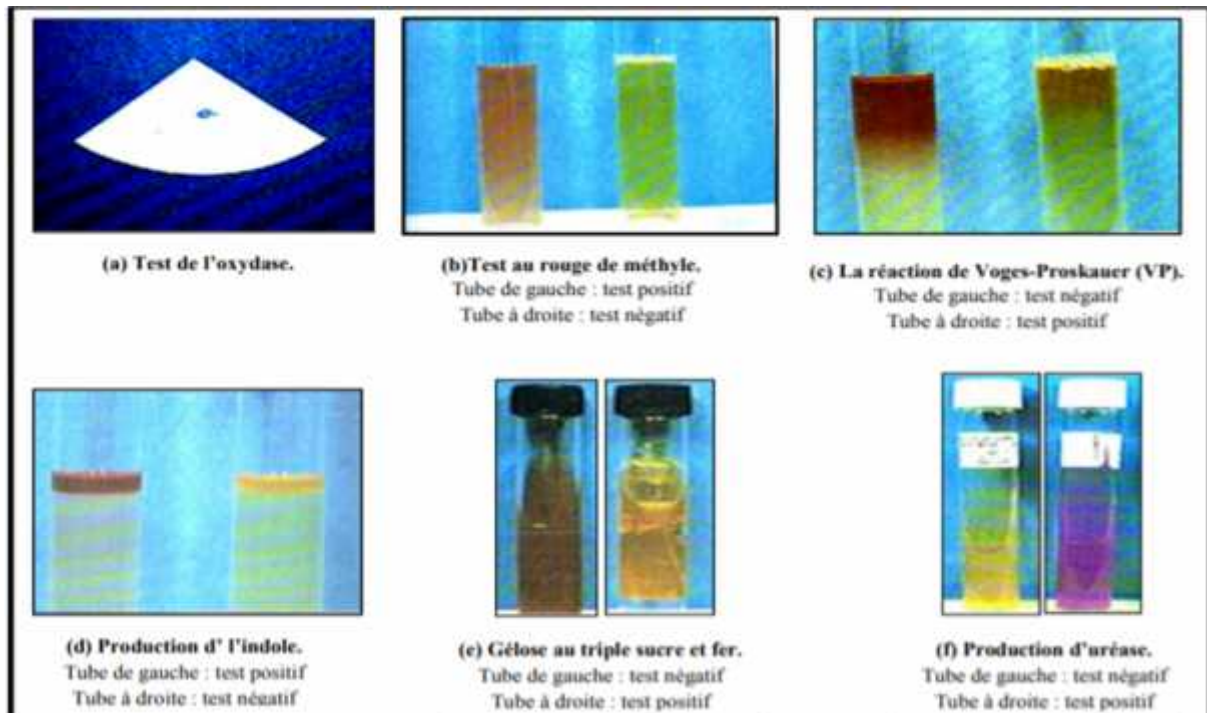 (a) Test de l'oxydase.
(b)Test au rouge de méthyle.
Tube de gauche : test positif
Tube à droite : test négatif
(c) La réaction de Voges-Proskauer (VP).
Tube de gauche : test négatif
Tube à droite : test positif
(d) Production d' l'indole.
Tube de gauche : test positif
Tube à droite : test négatif
(e) Gélose au triple sucre et fer.
Tube de gauche : test négatif
Tube à droite : test positif
(f) Production d'uréase.
Tube de gauche : test négatif
Tube à droite : test positif